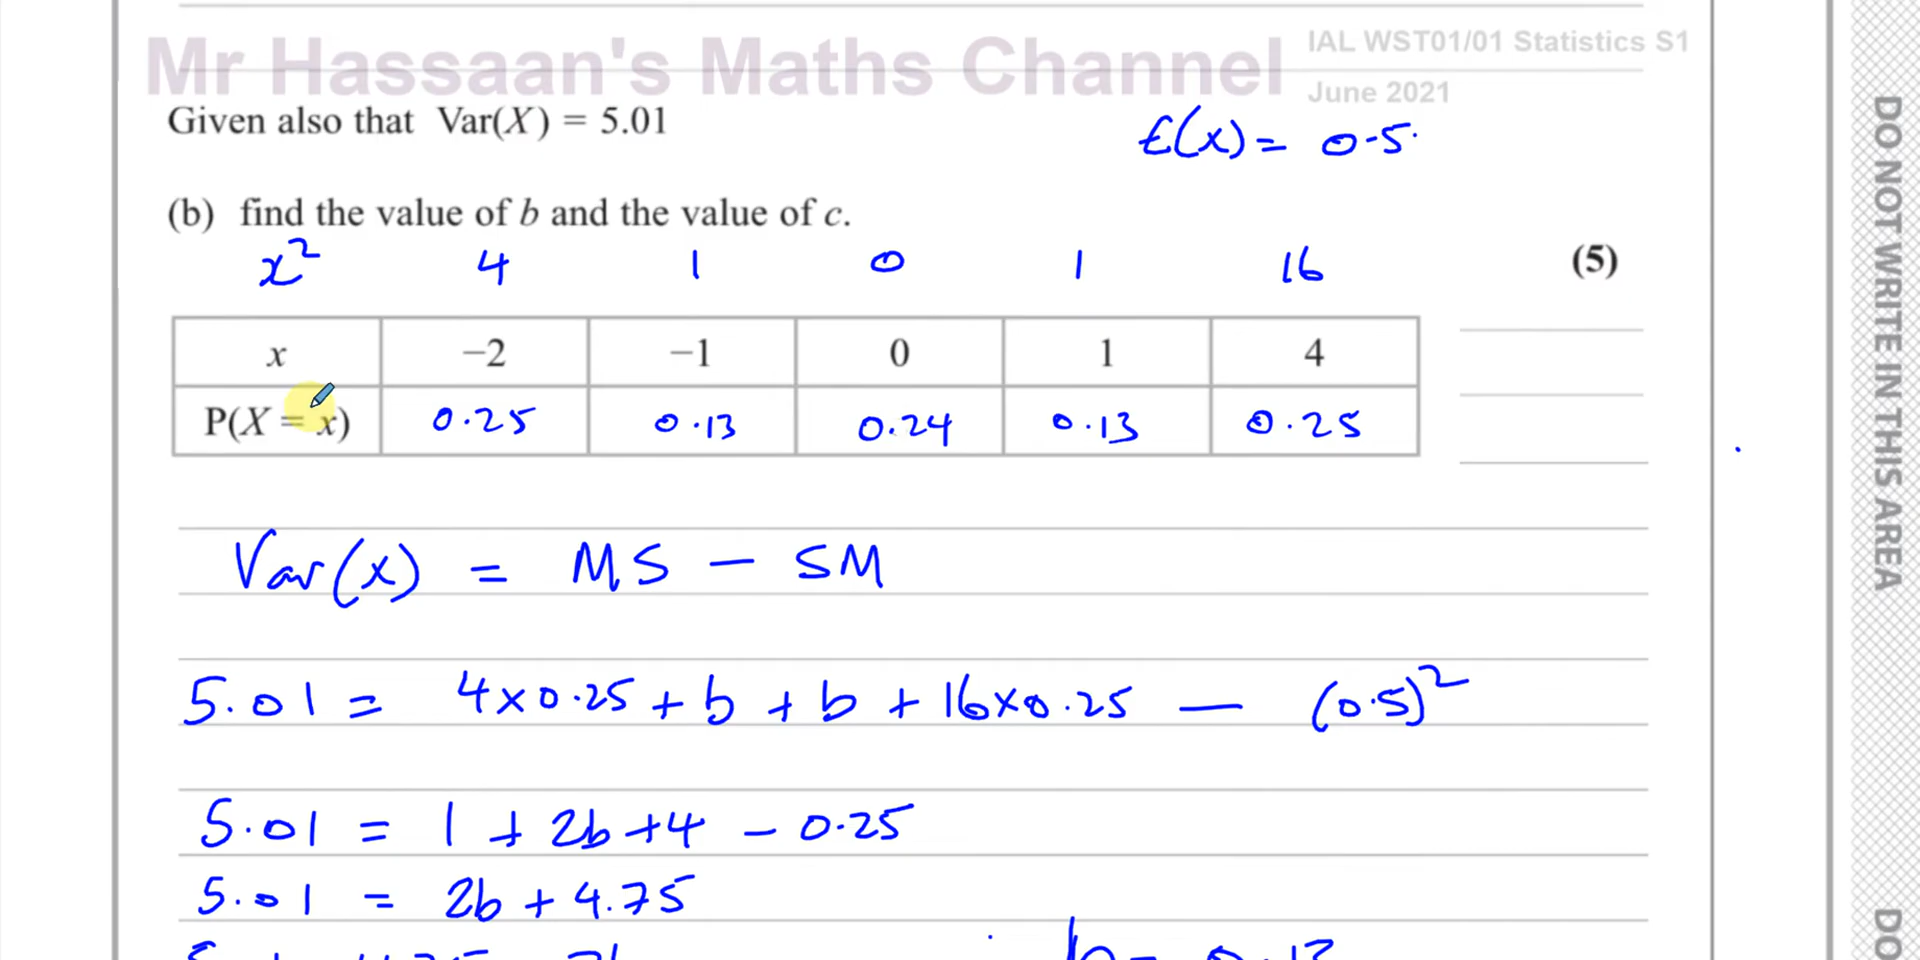 Mr Hassaan's Maths Channel
IAL WST01/01 Statistics S1
June 2021
Given also that Var(X) = 5.01
E(x) = 0.5
(b) find the value of b and the value of c.
x² 4 1 0 1 16
(5)
x −2 −1 0 1 4
P(X = x) 0.25 0.13 0.24 0.13 0.25
Var(x) = MS − SM
5.01 = 4×0.25 + b + b + 16×0.25 − (0.5)²
5.01 = 1 + 2b + 4 − 0.25
5.01 = 2b + 4.75
b = 0.13
DO NOT WRITE IN THIS AREA
DO